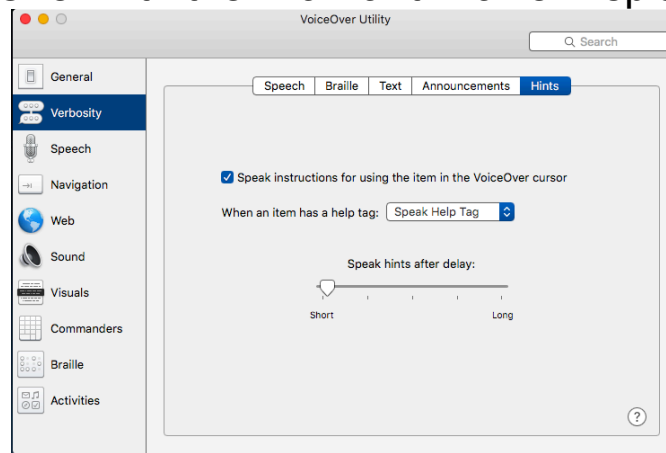 VoiceOver Utility
Search
General
Verbosity
Speech
Navigation
Web
Sound
Visuals
Commanders
Braille
Activities
Speech Braille Text Announcements Hints
Speak instructions for using the item in the VoiceOver cursor
When an item has a help tag: Speak Help Tag
Speak hints after delay:
Short Long
?